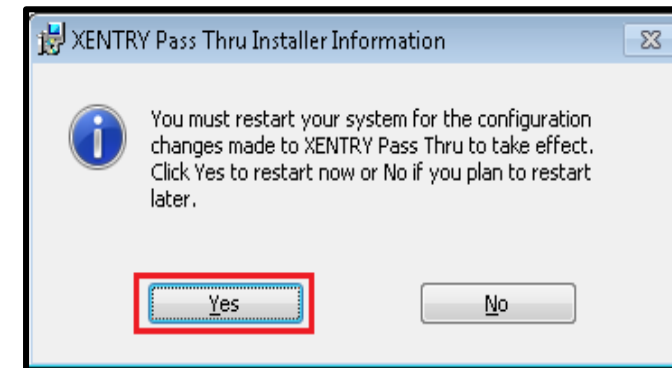 XENTRY Pass Thru Installer Information
You must restart your system for the configuration
changes made to XENTRY Pass Thru to take effect.
Click Yes to restart now or No if you plan to restart
later.
Yes
No